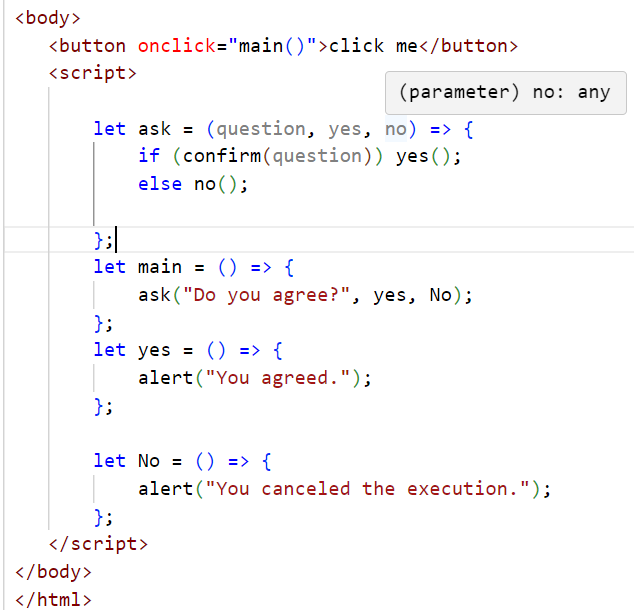 <body>
<button onclick="main()">click me</button>
<script>
(parameter) no: any
let ask = (question, yes, no) => {
if (confirm(question)) yes();
else no();
};
let main = () => {
ask("Do you agree?", yes, No);
};
let yes = () => {
alert("You agreed.");
};
let No = () => {
alert("You canceled the execution.");
};
</script>
</body>
</html>